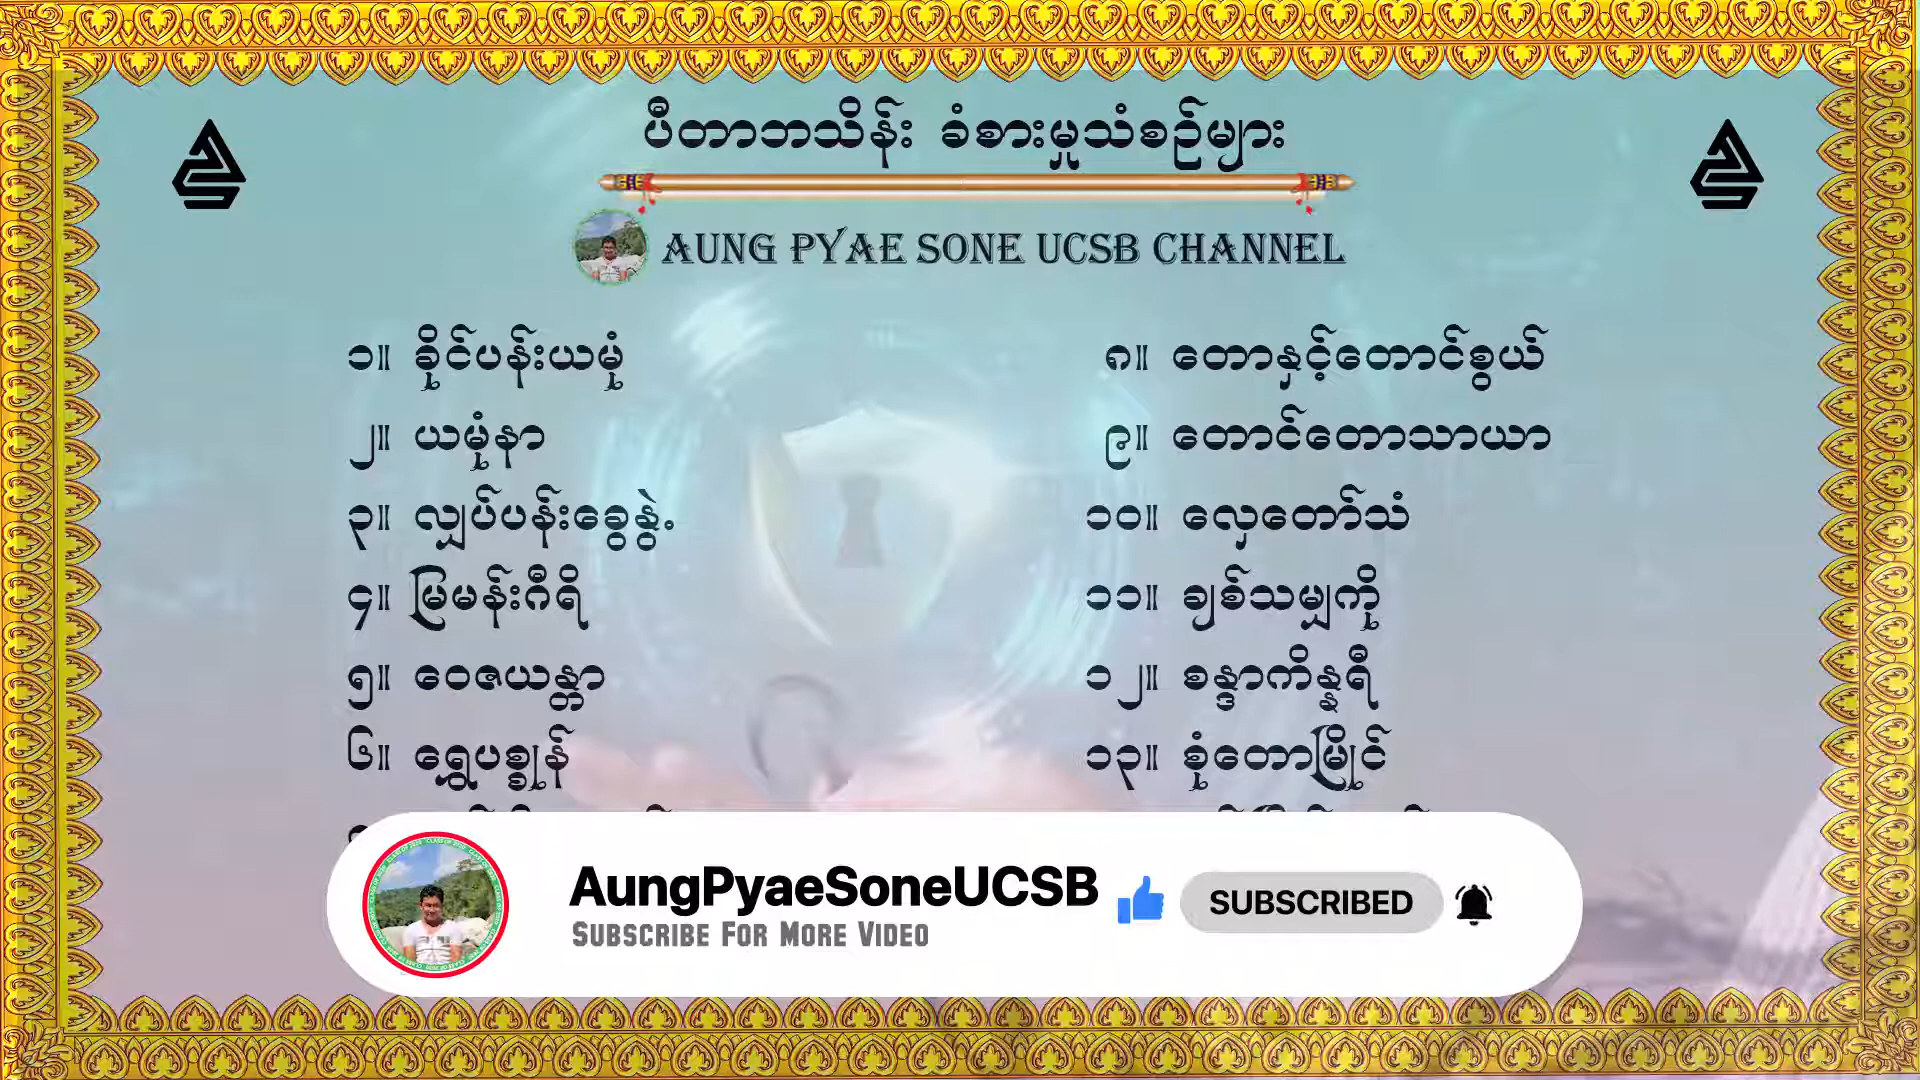 ပီတာဘသိန်း ခံစားမှုသံစဉ်များ
AUNG PYAE SONE UCSB CHANNEL
၁။ ခိုင်ပန်းယမုံ
၂။ ယမုံနာ
၃။ လျှပ်ပန်းခွေနွဲ့
၄။ မြမန်းဂီရိ
၅။ ဝေဇယန္တာ
၆။ ရွှေပစ္စုန်
၈။ တောနှင့်တောင်စွယ်
၉။ တောင်တောသာယာ
၁၀။ လှေတော်သံ
၁၁။ ချစ်သမျှကို
၁၂။ စန္ဒာကိန္နရီ
၁၃။ စုံတောမြိုင်
AungPyaeSoneUCSB
SUBSCRIBE FOR MORE VIDEO
SUBSCRIBED